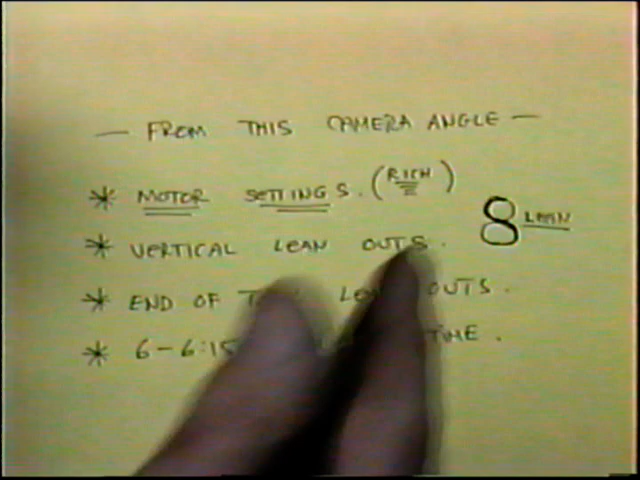 — FROM THIS CAMERA ANGLE —
* MOTOR SETTINGS. (RICH)
* VERTICAL LEAN OUTS. 8 LEAN
* END OF OUTS.
* 6-6:15 TIME.